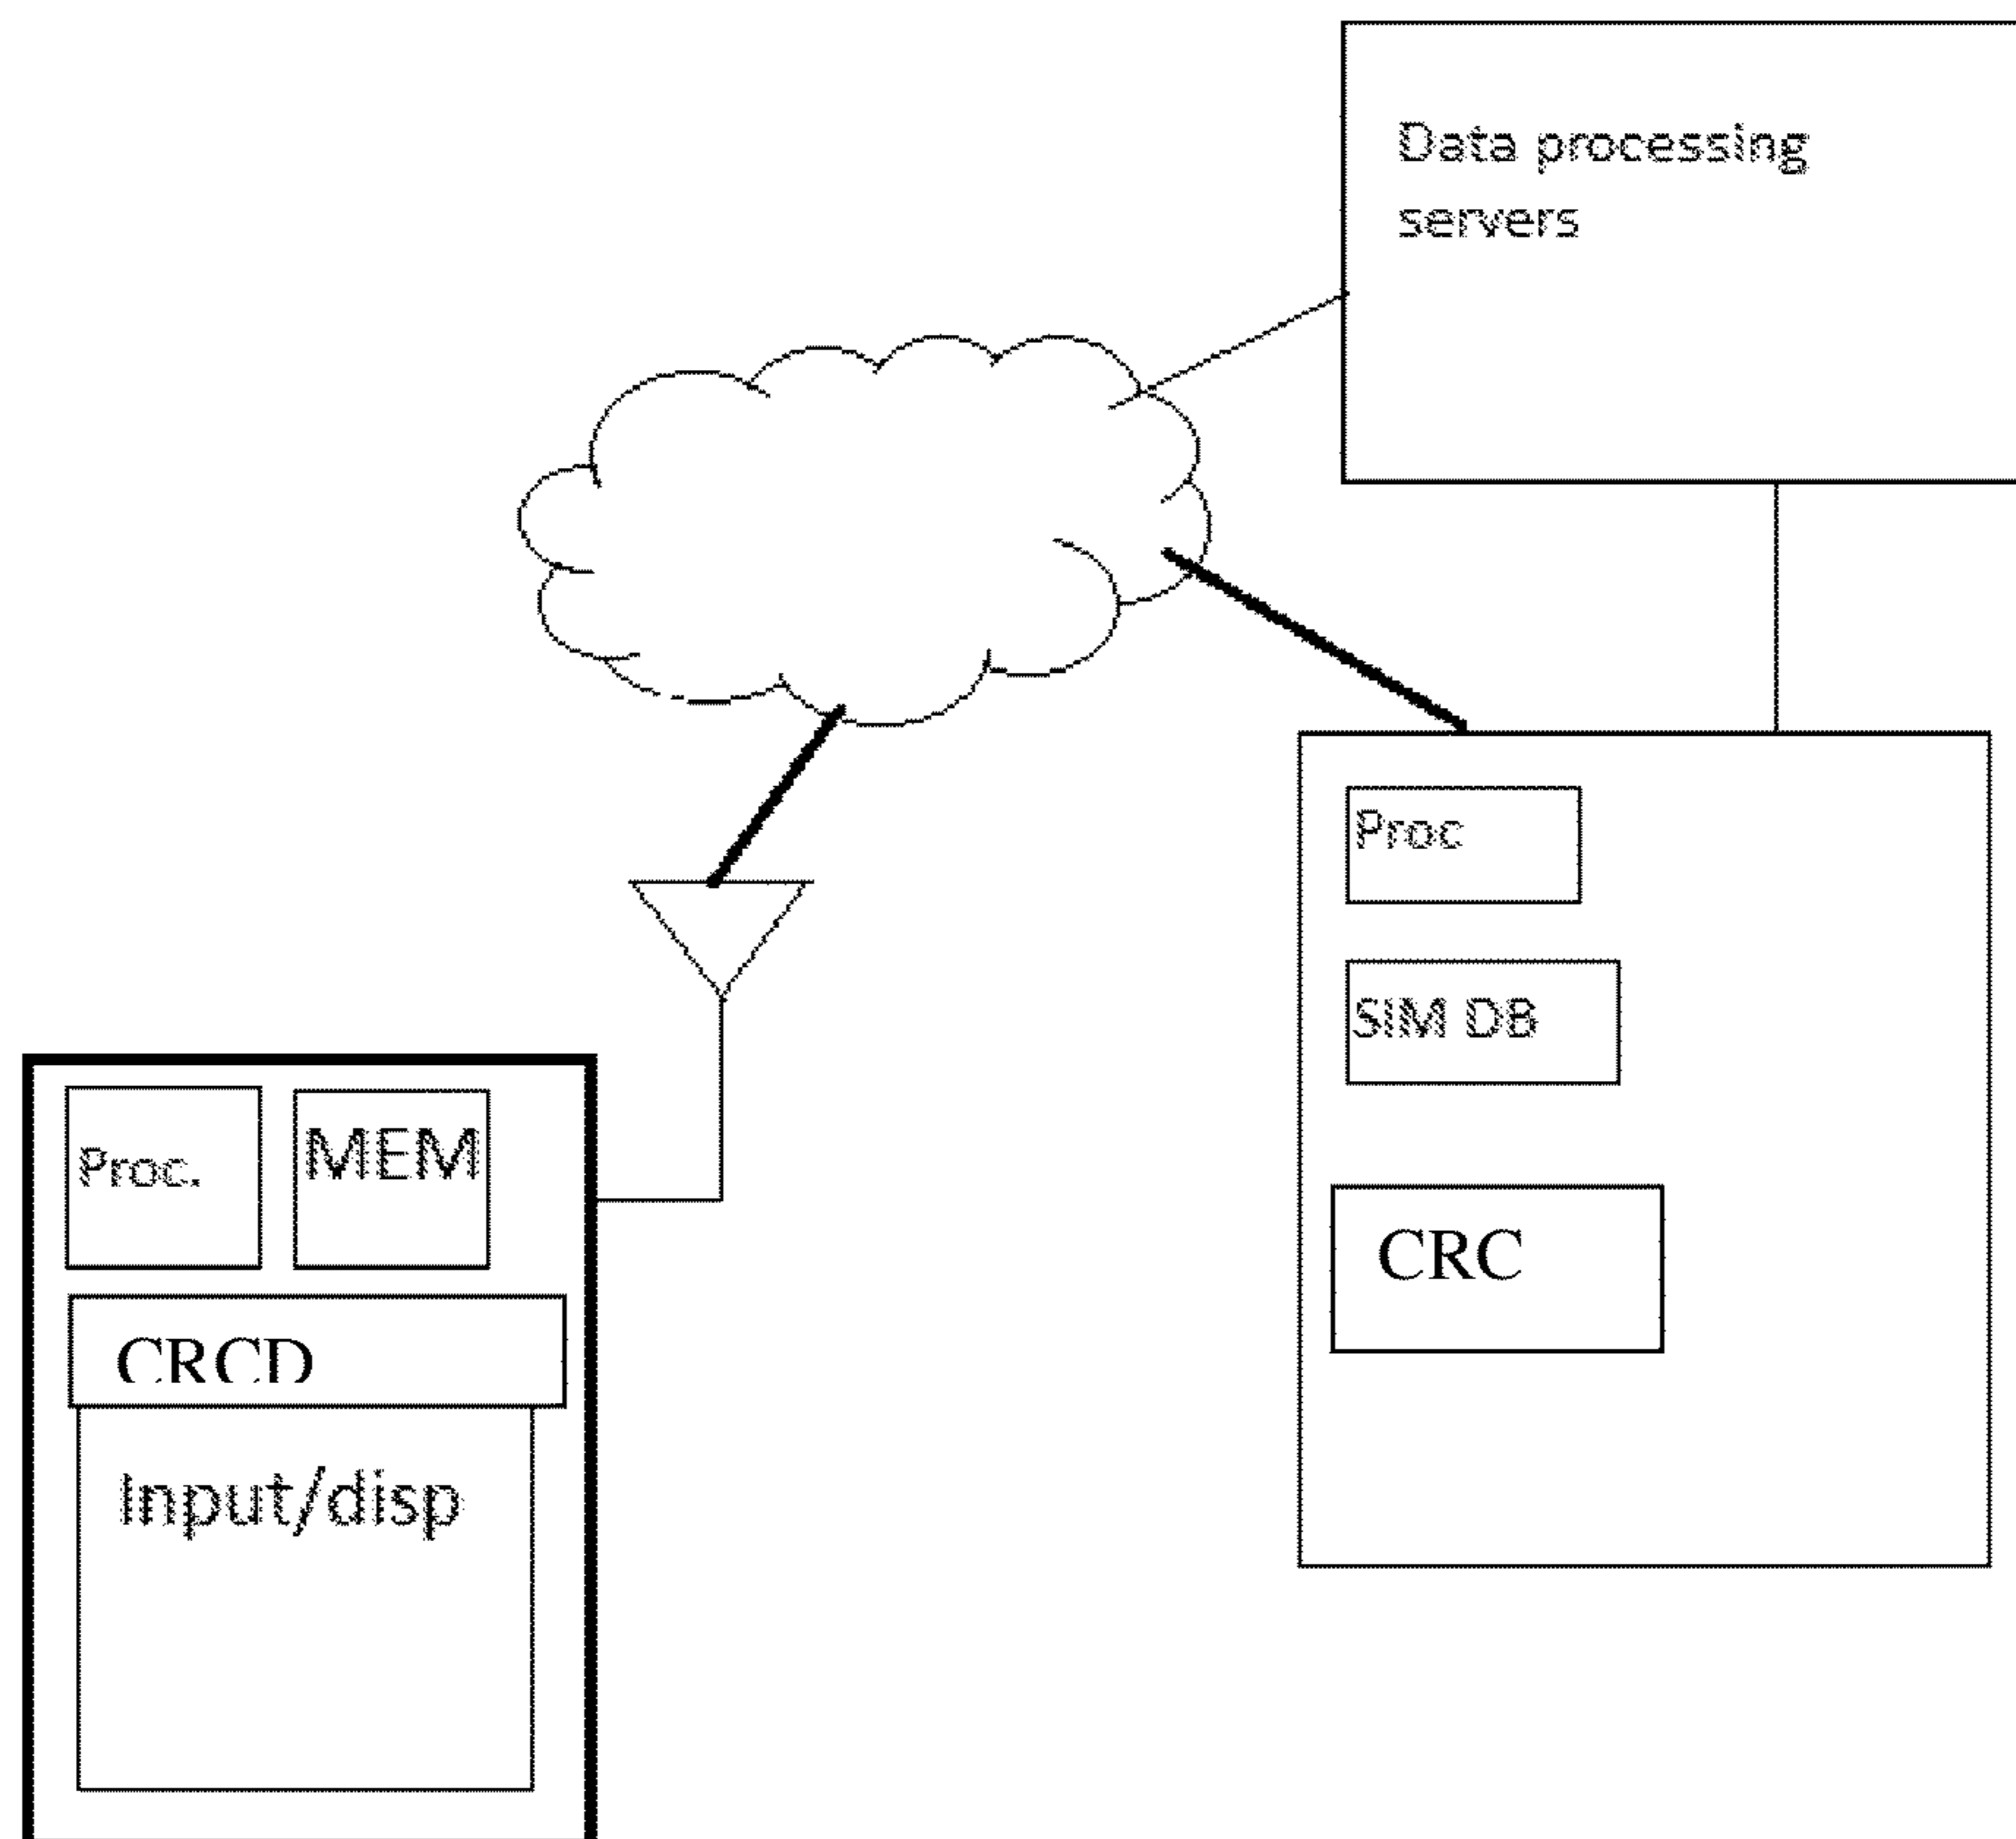 Data processing
servers
Proc
SIM DB
CRC
Proc.
MEM
CRCD
Input/disp